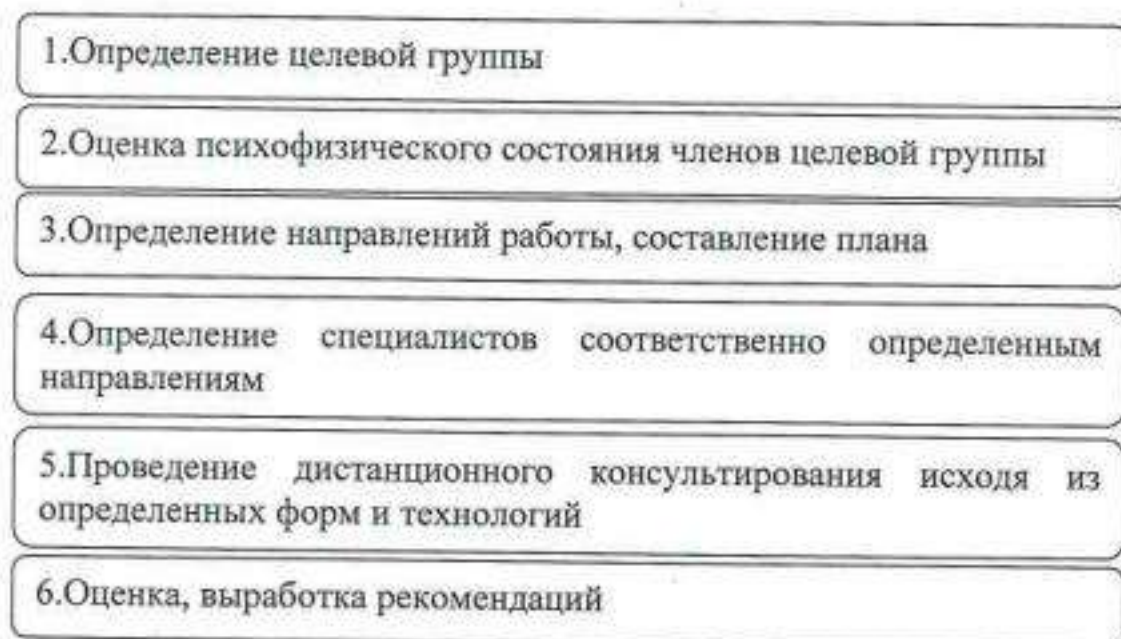 1.Определение целевой группы
2.Оценка психофизического состояния членов целевой группы
3.Определение направлений работы, составление плана
4.Определение специалистов соответственно определенным
направлениям
5.Проведение дистанционного консультирования исходя из
определенных форм и технологий
6.Оценка, выработка рекомендаций